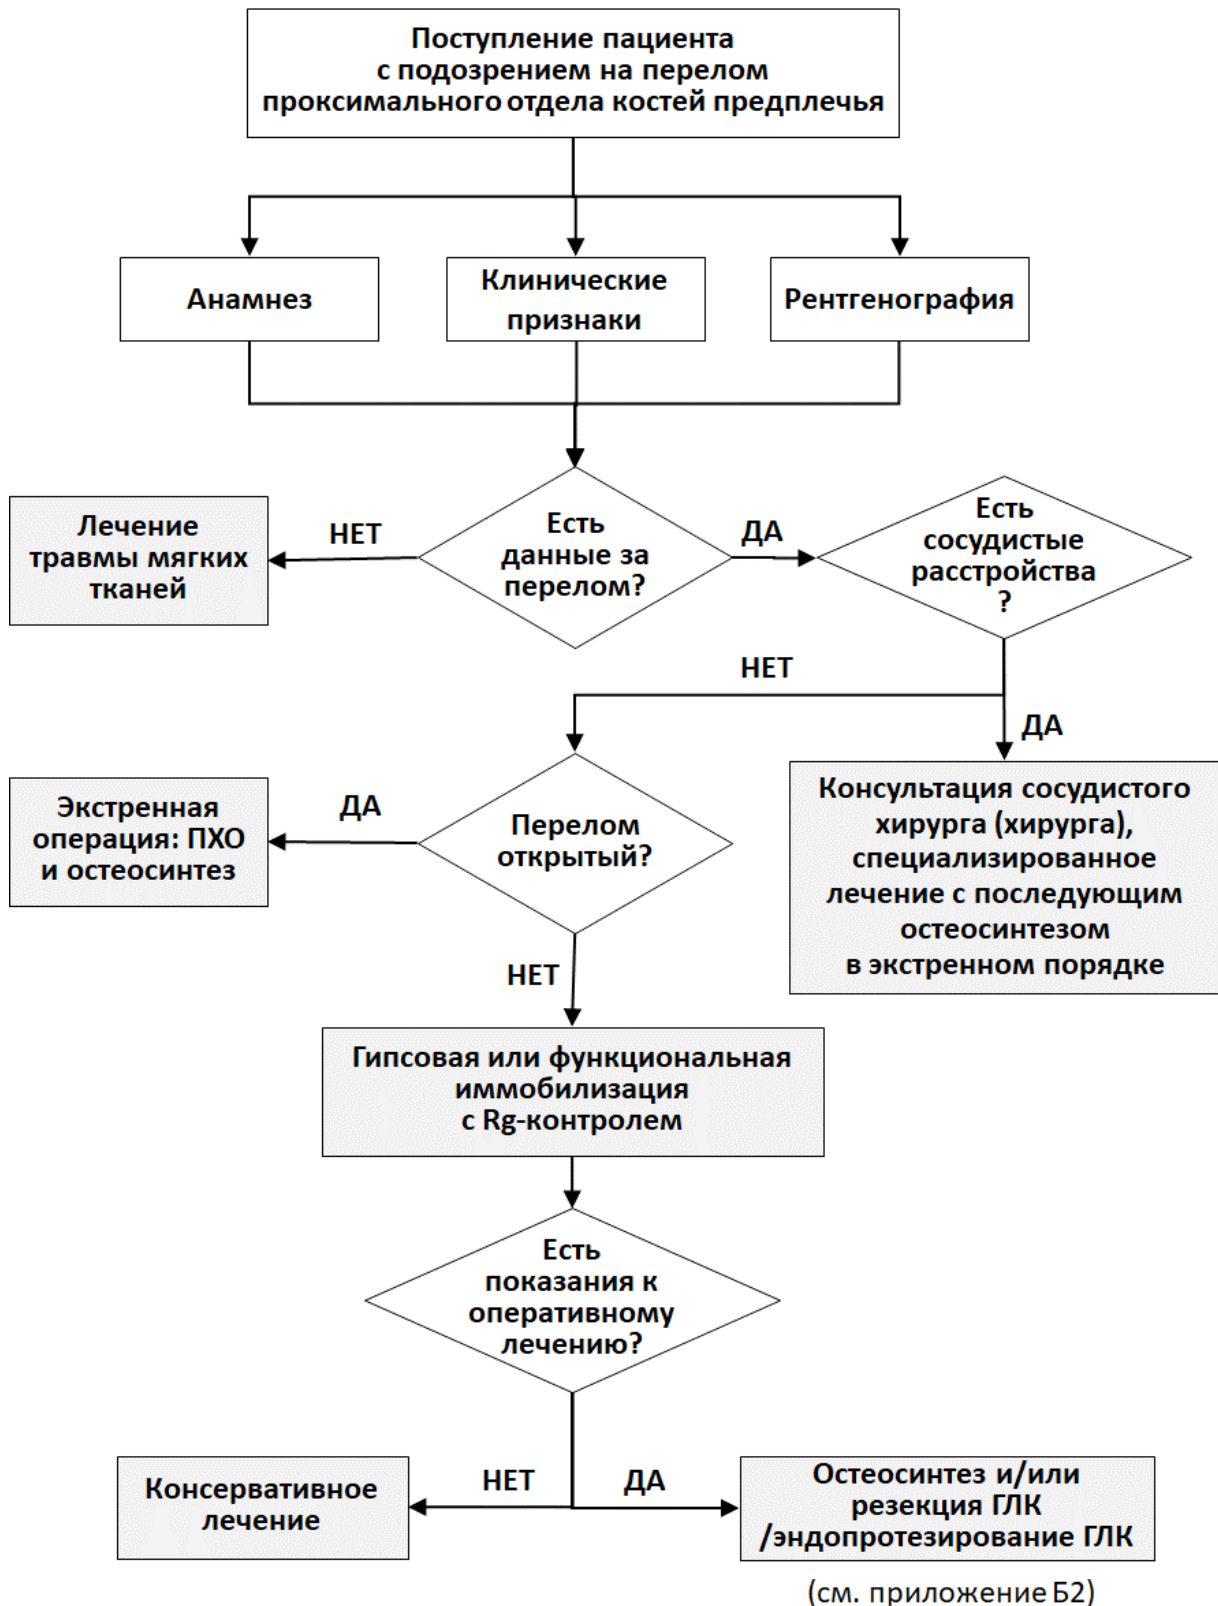 Поступление пациента
с подозрением на перелом
проксимального отдела костей предплечья
Анамнез
Клинические
признаки
Рентгенография
Есть
данные за
перелом?
НЕТ
ДА
Лечение
травмы мягких
тканей
Есть
сосудистые
расстройства
?
НЕТ
ДА
Перелом
открытый?
ДА
Экстренная
операция: ПХО
и остеосинтез
Консультация сосудистого
хирурга (хирурга),
специализированное
лечение с последующим
остеосинтезом
в экстренном порядке
НЕТ
Гипсовая или функциональная
иммобилизация
с Rg-контролем
Есть
показания к
оперативному
лечению?
НЕТ
ДА
Консервативное
лечение
Остеосинтез и/или
резекция ГЛК
/эндопротезирование ГЛК
(см. приложение Б2)